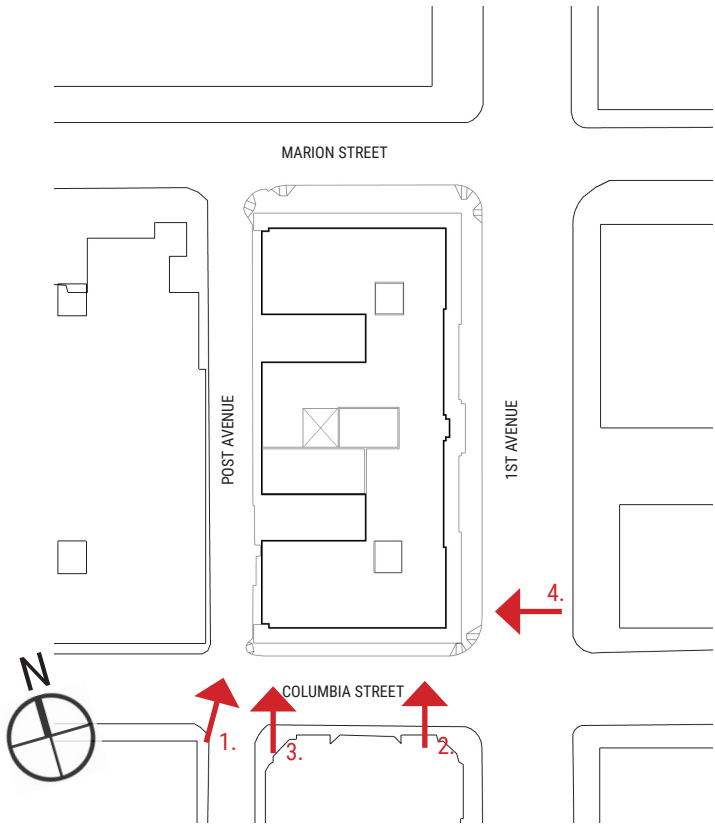 MARION STREET
POST AVENUE
1ST AVENUE
4.
N
COLUMBIA STREET
1.
3.
2.